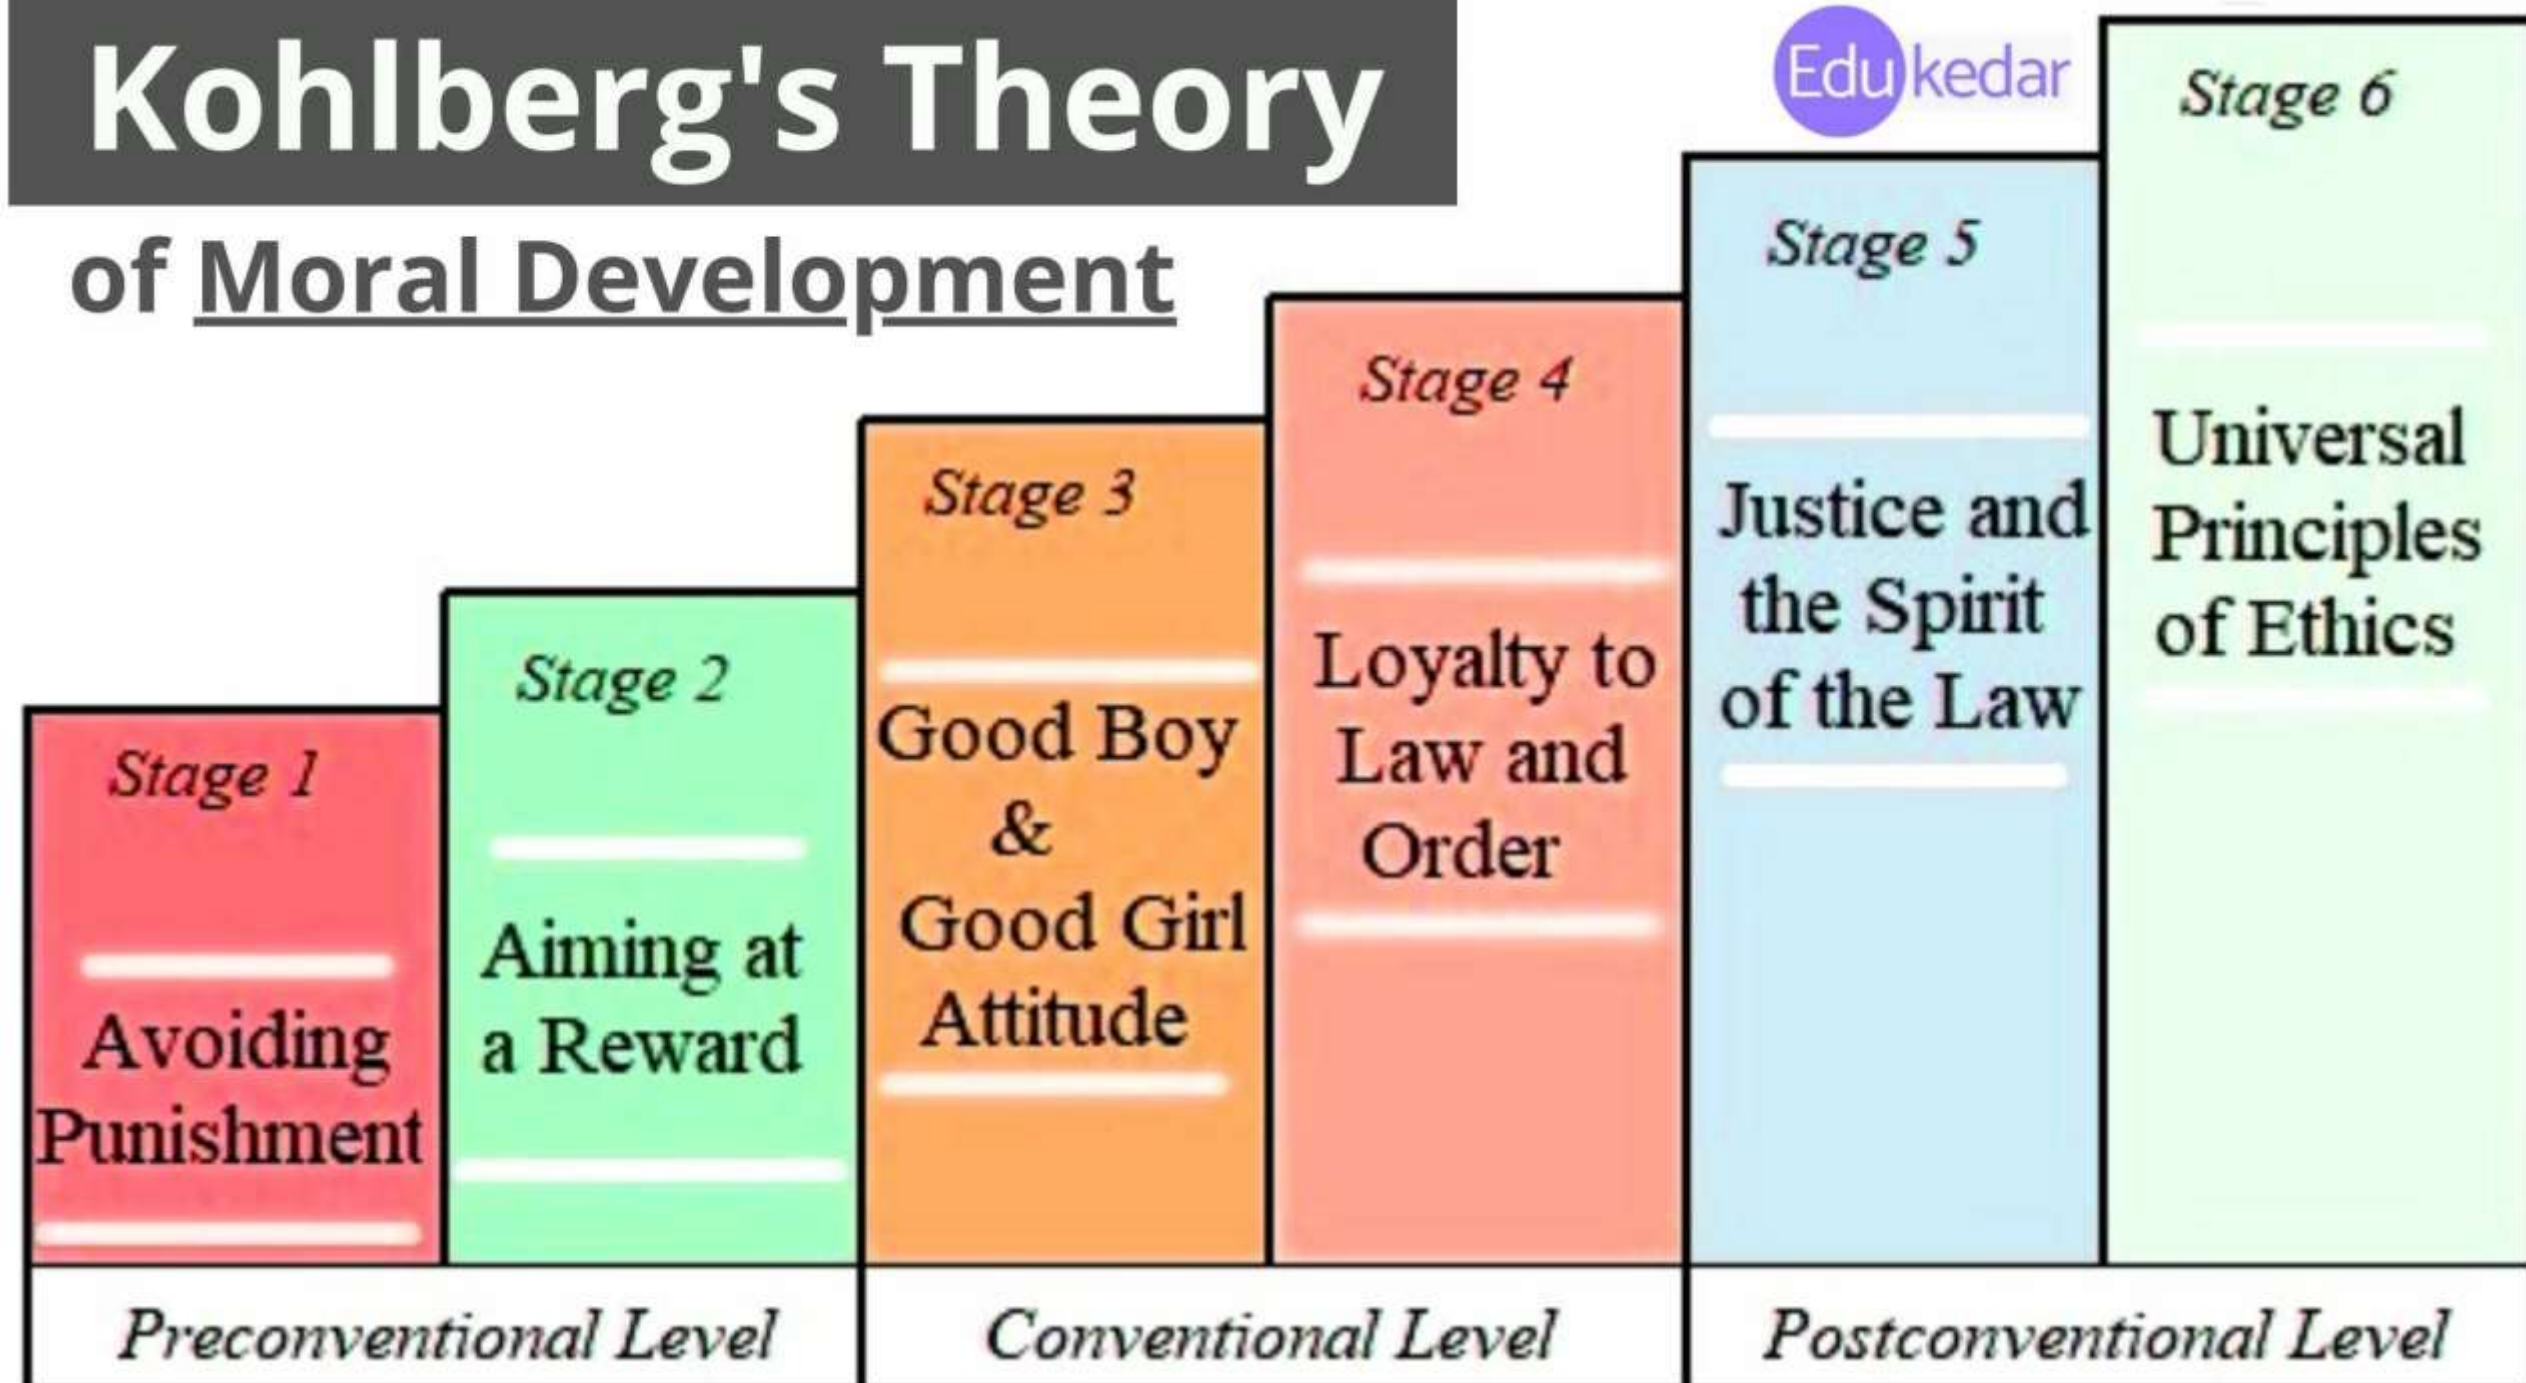 Kohlberg's Theory
of Moral Development
Edukedar
Stage 1
Avoiding
Punishment
Stage 2
Aiming at
a Reward
Stage 3
Good Boy
&
Good Girl
Attitude
Stage 4
Loyalty to
Law and
Order
Stage 5
Justice and
the Spirit
of the Law
Stage 6
Universal
Principles
of Ethics
Preconventional Level
Conventional Level
Postconventional Level